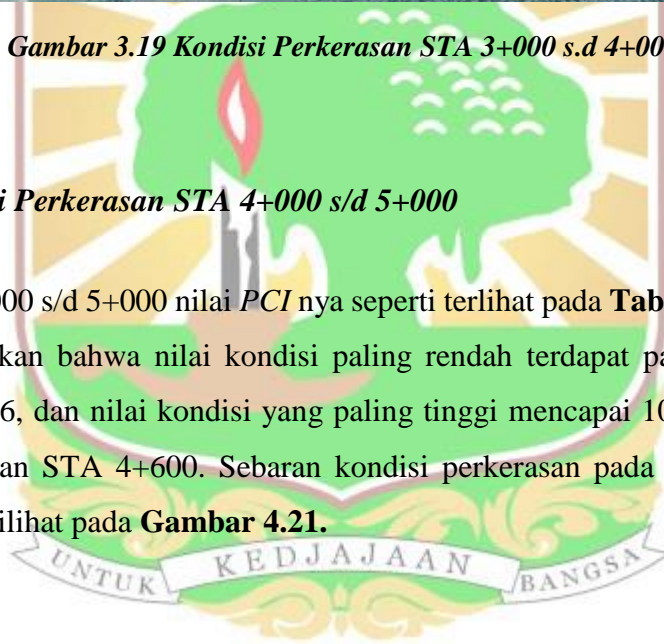 Gambar 3.19 Kondisi Perkerasan STA 3+000 s.d 4+00
i Perkerasan STA 4+000 s/d 5+000
000 s/d 5+000 nilai PCI nya seperti terlihat pada Tab
kan bahwa nilai kondisi paling rendah terdapat pa
6, dan nilai kondisi yang paling tinggi mencapai 10
an STA 4+600. Sebaran kondisi perkerasan pada
ilihat pada Gambar 4.21.
UNTUK KEDJAJAAN BANGSA